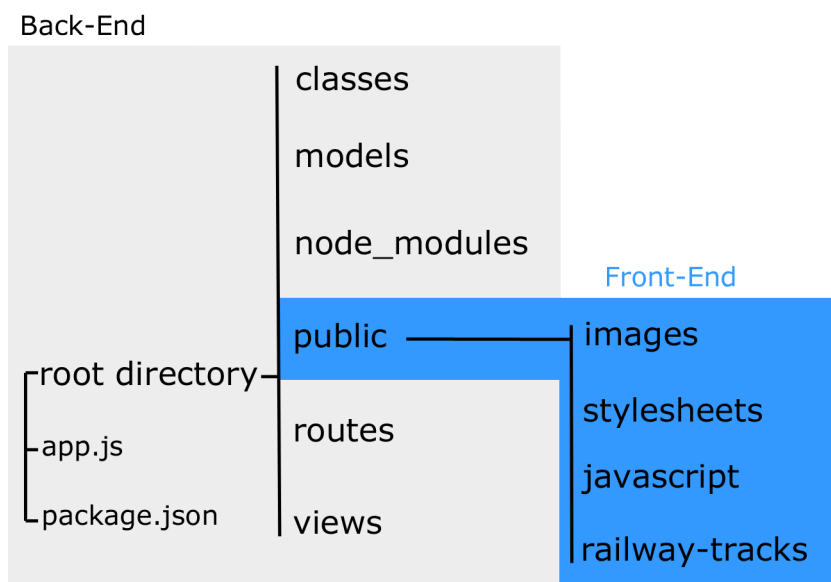 Back-End
classes
models
node_modules
Front-End
public
images
root directory
stylesheets
routes
app.js
javascript
package.json
views
railway-tracks